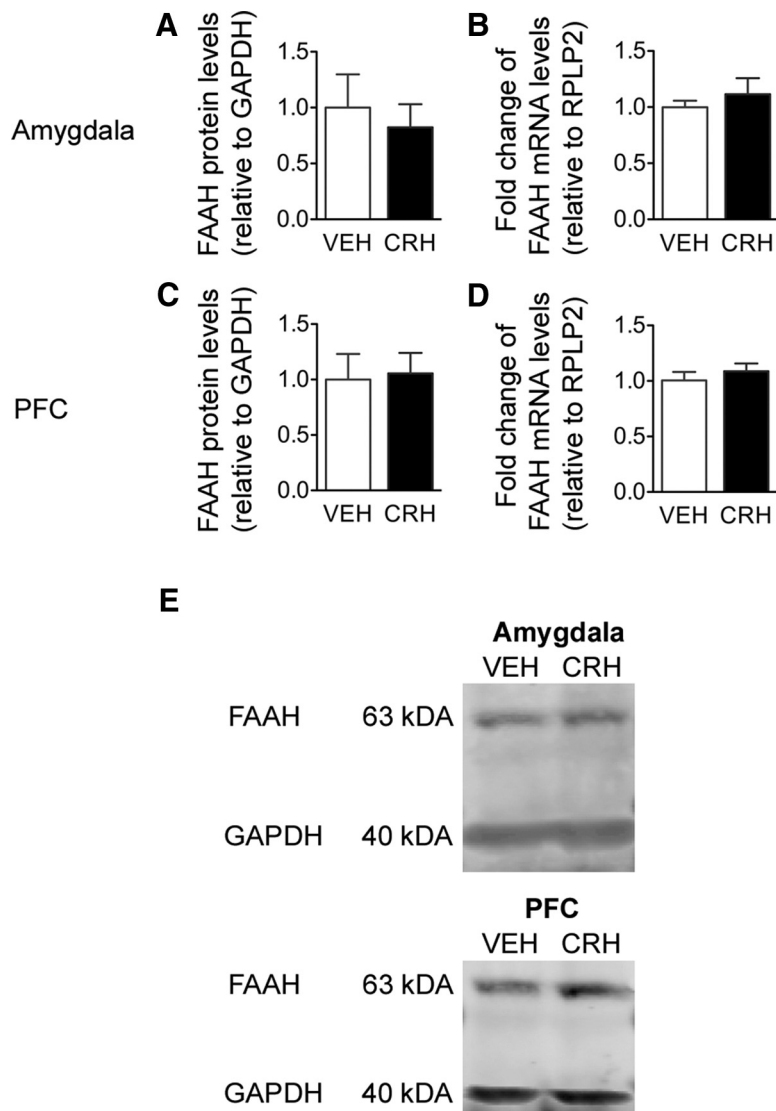 A
B
FAAH protein levels
(relative to GAPDH)
1.5
1.0
0.5
0.0
VEH CRH
Fold change of
FAAH mRNA levels
(relative to RPLP2)
1.5
1.0
0.5
0.0
VEH CRH
Amygdala
C
D
FAAH protein levels
(relative to GAPDH)
1.5
1.0
0.5
0.0
VEH CRH
Fold change of
FAAH mRNA levels
(relative to RPLP2)
1.5
1.0
0.5
0.0
VEH CRH
PFC
E
Amygdala
VEH CRH
FAAH 63 kDA
GAPDH 40 kDA
PFC
VEH CRH
FAAH 63 kDA
GAPDH 40 kDA